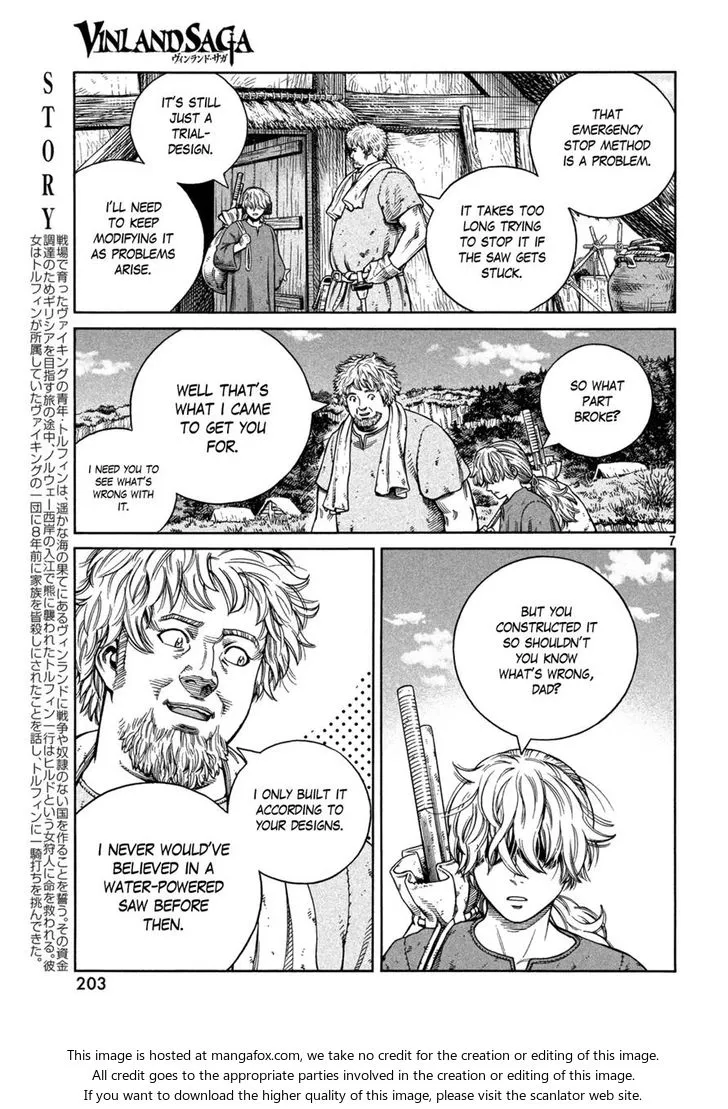 VINLAND SAGA
ヴィンランド・サガ
STORY
戦場で育ったヴァイキングの青年・トルフィンは、遥かな海の果てにあるヴィンランドに戦争や奴隷のない国を作ることを誓う。その資金
調達のためギリシアを目指す旅の途中、ノルウェー西岸の入江で熊に襲われたトルフィン一行はヒルドという女狩人に命を救われる。彼
女はトルフィンが所属していたヴァイキングの一団に8年前に家族を皆殺しにされたことを話し、トルフィンに一騎打ちを挑んできた。
THAT
EMERGENCY
STOP METHOD
IS A PROBLEM.
IT TAKES TOO
LONG TRYING
TO STOP IT IF
THE SAW GETS
STUCK.
IT'S STILL
JUST A
TRIAL-
DESIGN.
I'LL NEED
TO KEEP
MODIFYING IT
AS PROBLEMS
ARISE.
SO WHAT
PART
BROKE?
WELL THAT'S
WHAT I CAME
TO GET YOU
FOR.
I NEED YOU TO
SEE WHAT'S
WRONG WITH
IT.
7
BUT YOU
CONSTRUCTED IT
SO SHOULDN'T
YOU KNOW
WHAT'S WRONG,
DAD?
I ONLY BUILT IT
ACCORDING TO
YOUR DESIGNS.
I NEVER WOULD'VE
BELIEVED IN A
WATER-POWERED
SAW BEFORE
THEN.
203
This image is hosted at mangafox.com, we take no credit for the creation or editing of this image.
All credit goes to the appropriate parties involved in the creation or editing of this image.
If you want to download the higher quality of this image, please visit the scanlator web site.